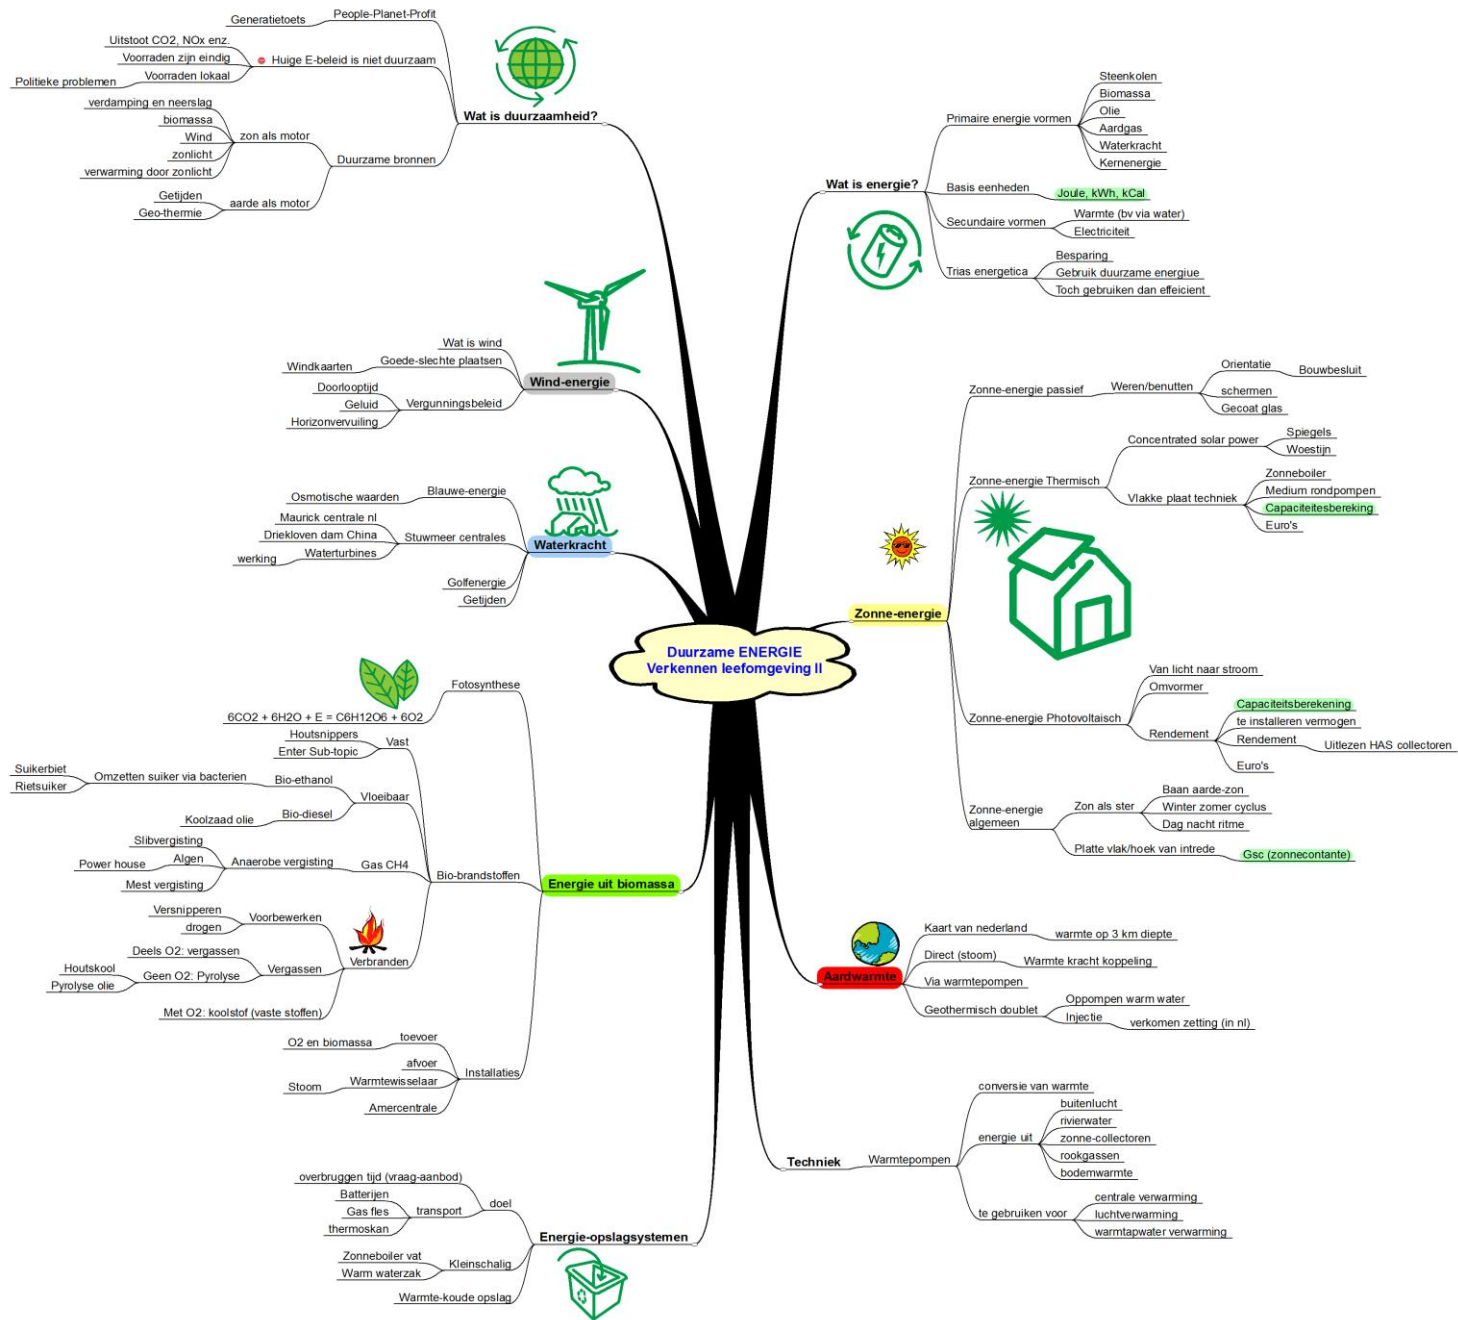 Duurzame ENERGIE
Verkennen leefomgeving II
Wat is duurzaamheid?
People-Planet-Profit
Generatietoets
Huige E-beleid is niet duurzaam
Uitstoot CO2, NOx enz.
Voorraden zijn eindig
Voorraden lokaal
Politieke problemen
Duurzame bronnen
zon als motor
verdamping en neerslag
biomassa
Wind
zonlicht
verwarming door zonlicht
aarde als motor
Getijden
Geo-thermie
Wind-energie
Wat is wind
Goede-slechte plaatsen
Windkaarten
Vergunningsbeleid
Doorlooptijd
Geluid
Horizonvervuiling
Waterkracht
Blauwe-energie
Osmotische waarden
Stuwmeer centrales
Maurick centrale nl
Driekloven dam China
Waterturbines
werking
Golfenergie
Getijden
Energie uit biomassa
Fotosynthese
6CO2 + 6H2O + E = C6H12O6 + 6O2
Bio-brandstoffen
Vast
Houtsnippers
Enter Sub-topic
Vloeibaar
Bio-ethanol
Omzetten suiker via bacterien
Suikerbiet
Rietsuiker
Bio-diesel
Koolzaad olie
Gas CH4
Anaerobe vergisting
Slibvergisting
Algen
Power house
Mest vergisting
Verbranden
Voorbewerken
Versnipperen
drogen
Vergassen
Deels O2: vergassen
Geen O2: Pyrolyse
Houtskool
Pyrolyse olie
Met O2: koolstof (vaste stoffen)
Installaties
toevoer
O2 en biomassa
afvoer
Warmtewisselaar
Stoom
Amercentrale
Energie-opslagsystemen
doel
overbruggen tijd (vraag-aanbod)
transport
Batterijen
Gas fles
thermoskan
Kleinschalig
Zonneboiler vat
Warm waterzak
Warmte-koude opslag
Wat is energie?
Primaire energie vormen
Steenkolen
Biomassa
Olie
Aardgas
Waterkracht
Kernenergie
Basis eenheden
Joule, kWh, kCal
Secundaire vormen
Warmte (bv via water)
Electriciteit
Trias energetica
Besparing
Gebruik duurzame energiue
Toch gebruiken dan effeicient
Zonne-energie
Zonne-energie passief
Weren/benutten
Orientatie
Bouwbesluit
schermen
Gecoat glas
Zonne-energie Thermisch
Concentrated solar power
Spiegels
Woestijn
Vlakke plaat techniek
Zonneboiler
Medium rondpompen
Capaciteitesbereking
Euro's
Zonne-energie Photovoltaisch
Van licht naar stroom
Omvormer
Rendement
Capaciteitsberekening
te installeren vermogen
Rendement
Uitlezen HAS collectoren
Euro's
Zonne-energie
algemeen
Zon als ster
Baan aarde-zon
Winter zomer cyclus
Dag nacht ritme
Platte vlak/hoek van intrede
Gsc (zonnecontante)
Aardwarmte
Kaart van nederland
warmte op 3 km diepte
Direct (stoom)
Warmte kracht koppeling
Via warmtepompen
Geothermisch doublet
Oppompen warm water
Injectie
verkomen zetting (in nl)
Techniek
Warmtepompen
conversie van warmte
energie uit
buitenlucht
rivierwater
zonne-collectoren
rookgassen
bodemwarmte
te gebruiken voor
centrale verwarming
luchtverwarming
warmtapwater verwarming